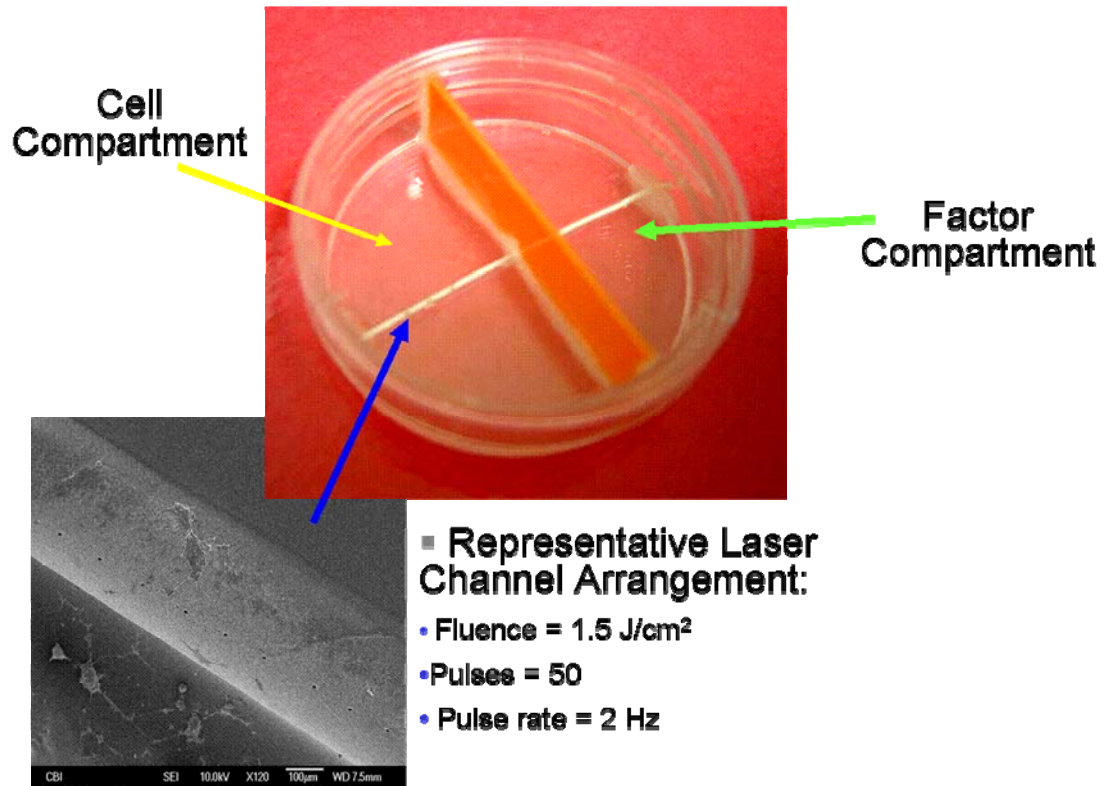 Cell
Compartment
Factor
Compartment
▪ Representative Laser
Channel Arrangement:
• Fluence = 1.5 J/cm²
•Pulses = 50
• Pulse rate = 2 Hz
CBI SEI 10.0kV X120 100µm WD 7.5mm